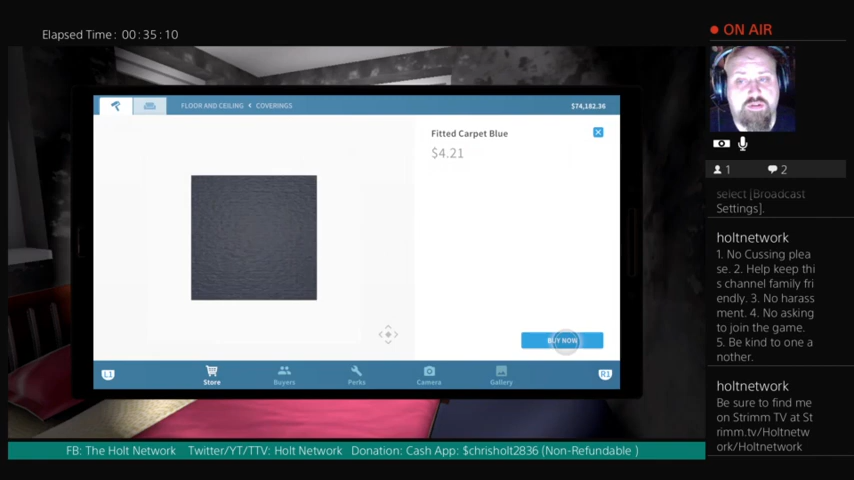 Elapsed Time: 00:35:10
ON AIR
FLOOR AND CEILING < COVERINGS
$74,182.36
Fitted Carpet Blue
$4.21
BUY NOW
L1
Store
Buyers
Perks
Camera
Gallery
R1
1
2
select [Broadcast
Settings].
holtnetwork
1. No Cussing plea
se. 2. Help keep thi
s channel family fri
endly. 3. No harass
ment. 4. No asking
to join the game.
5. Be kind to one a
nother.
holtnetwork
Be sure to find me
on Strimm TV at St
rimm.tv/Holtnetw
ork/Holtnetwork
FB: The Holt Network Twitter/YT/TTV: Holt Network Donation: Cash App: $chrisholt2836 (Non-Refundable )